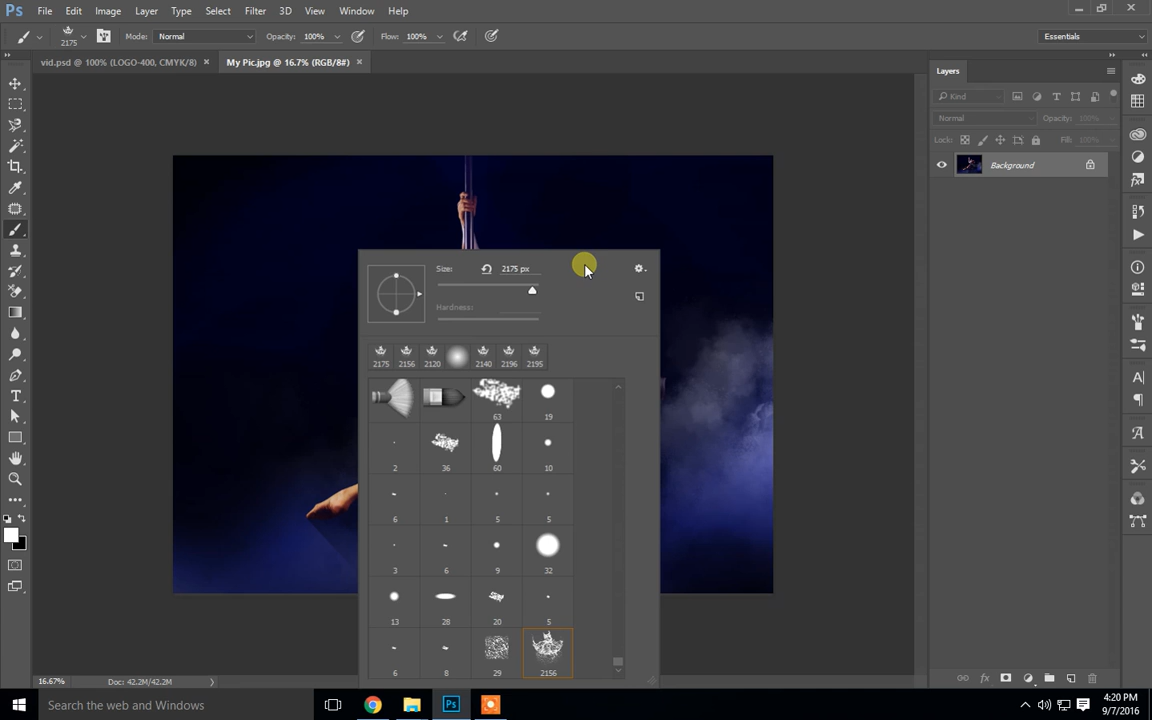 Ps File Edit Image Layer Type Select Filter 3D View Window Help
2175 Mode: Normal Opacity: 100% Flow: 100% Essentials
vid.psd @ 100% (LOGO-400, CMYK/8) × My Pic.jpg @ 16.7% (RGB/8#) ×
Layers
Kind
Normal Opacity: 100%
Lock: Fill: 100%
Background
Size: 2175 px
Hardness:
2175 2156 2120 2140 2196 2195
63 19
2 36 60 10
6 1 5 5
3 6 9 32
13 28 20 5
6 8 29 2156
16.67% Doc: 42.2M/42.2M
Search the web and Windows
Ps
4:20 PM
9/7/2016